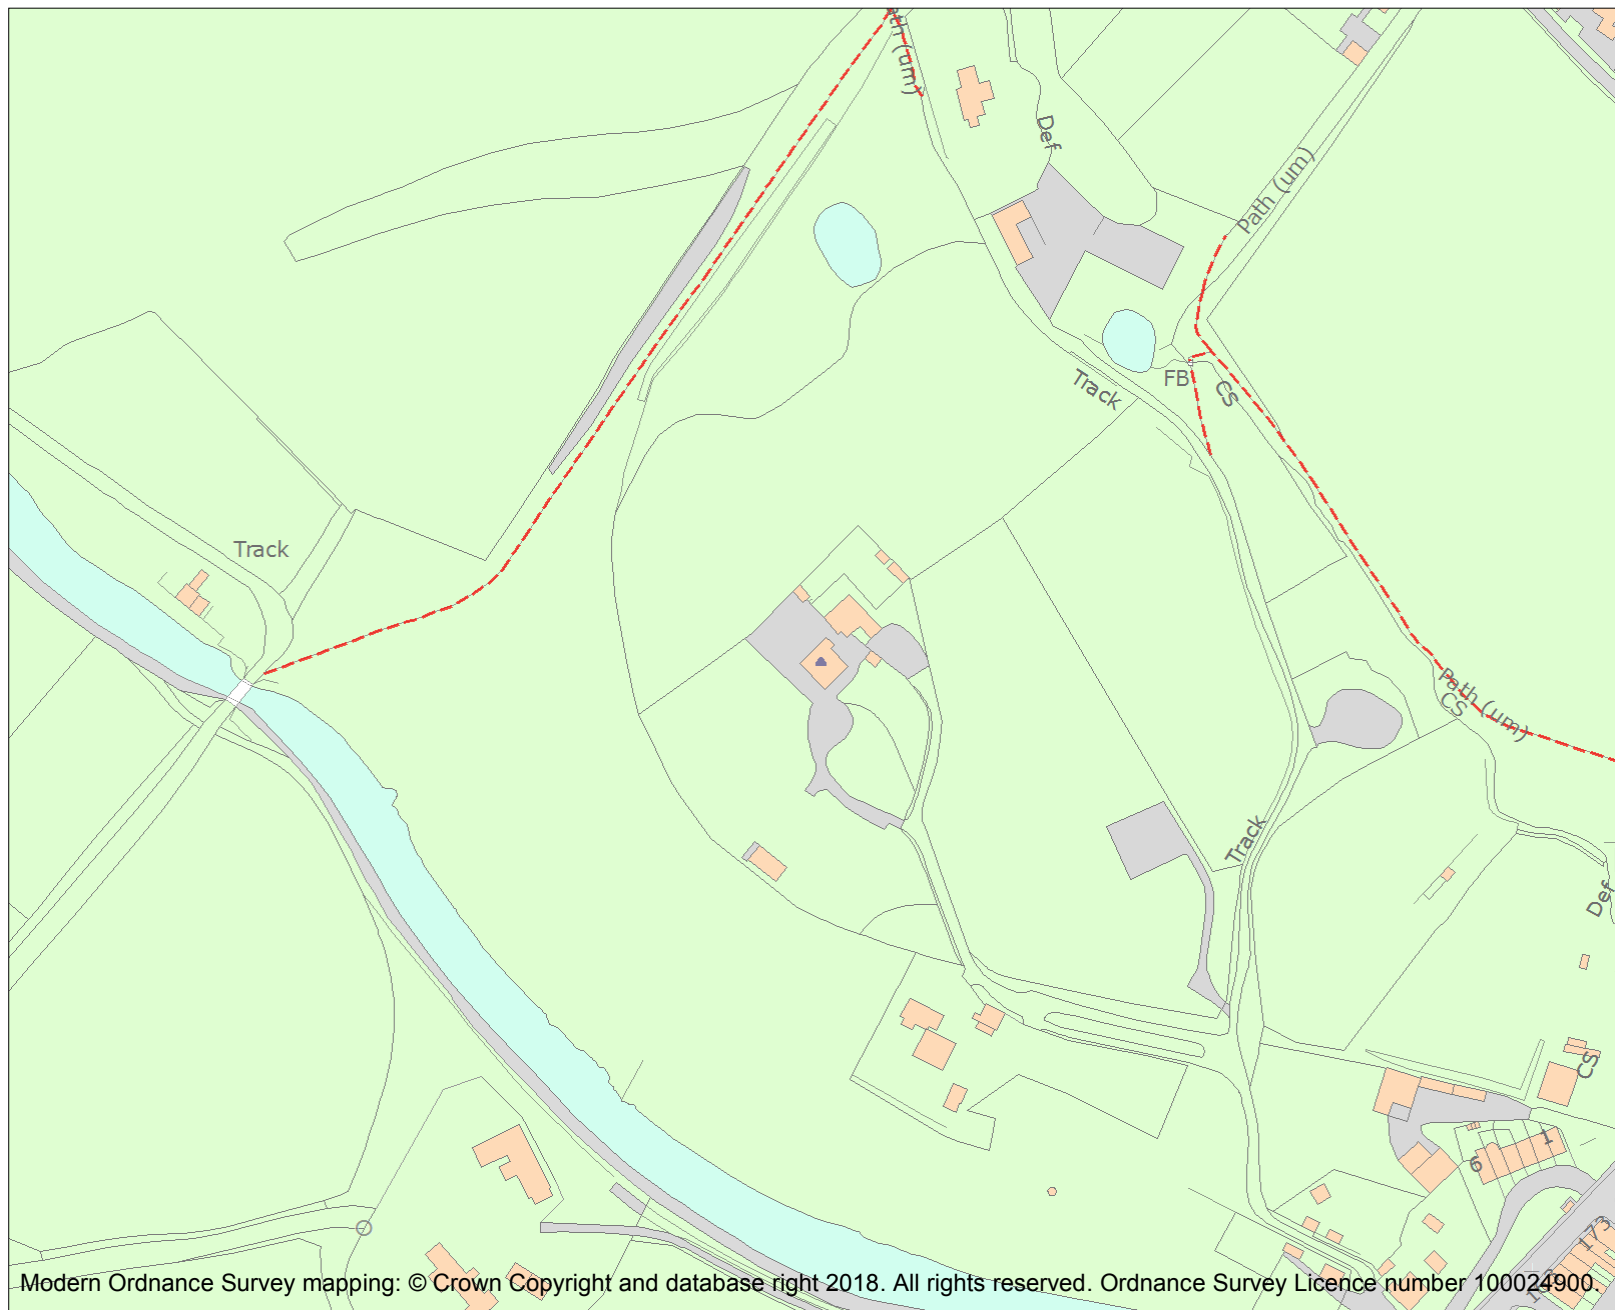 Path (um)
Def
Path (um)
FB
CS
Track
Track
Path (um)
CS
Track
Def
CS
1
6
173
Modern Ordnance Survey mapping: © Crown Copyright and database right 2018. All rights reserved. Ordnance Survey Licence number 100024900.